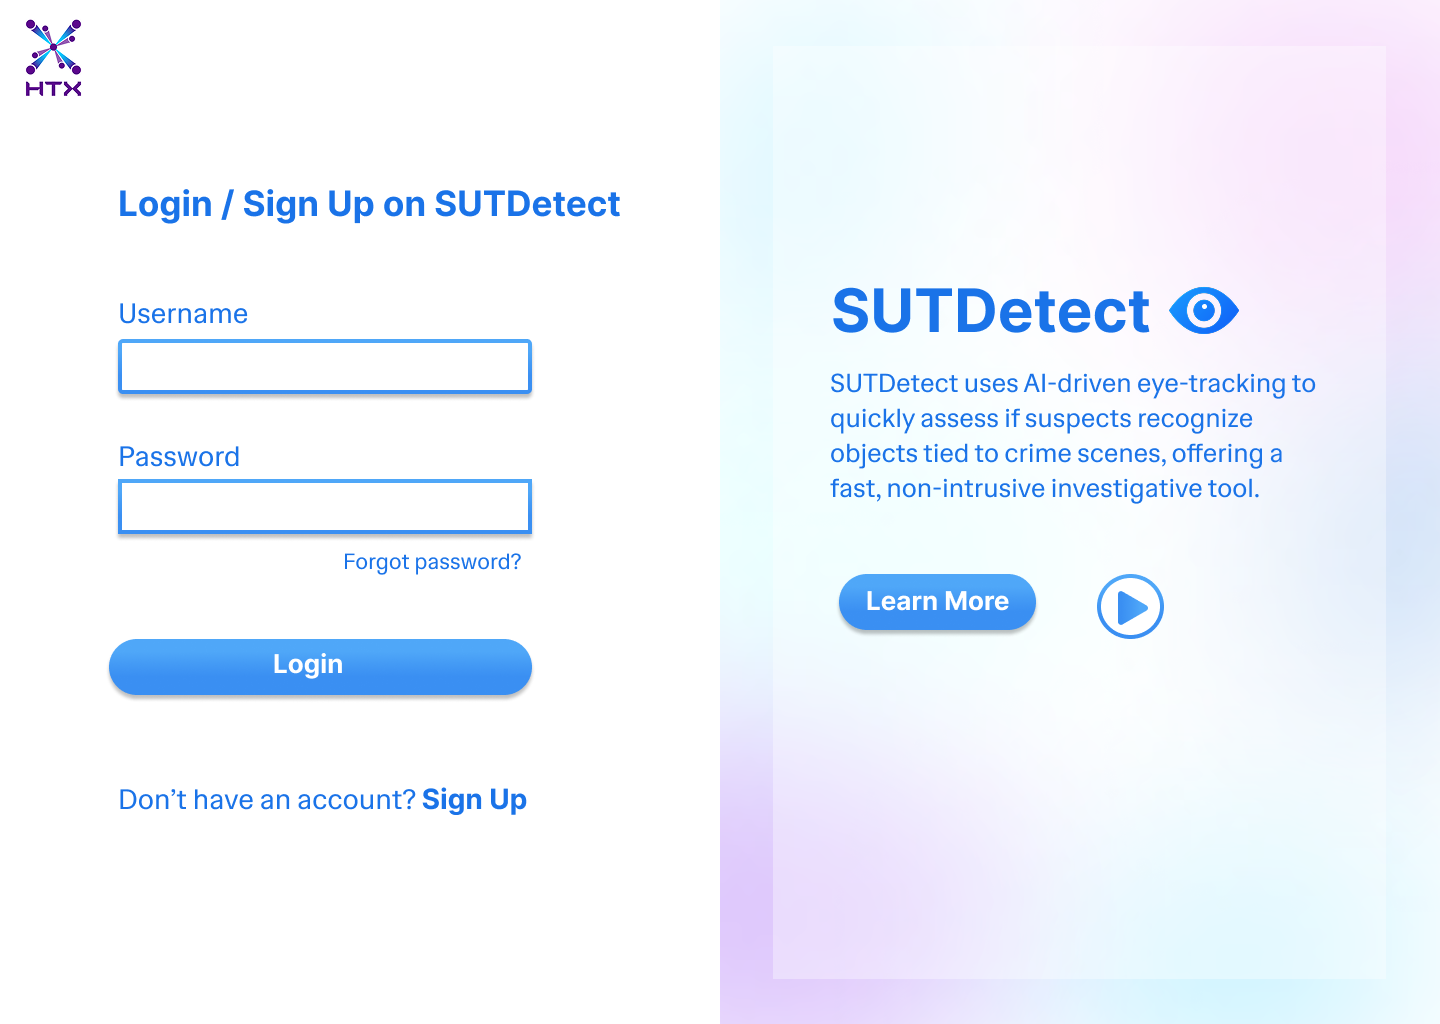 HTX
Login / Sign Up on SUTDetect
Username
Password
Forgot password?
Login
Don’t have an account? Sign Up
SUTDetect
SUTDetect uses AI-driven eye-tracking to
quickly assess if suspects recognize
objects tied to crime scenes, offering a
fast, non-intrusive investigative tool.
Learn More